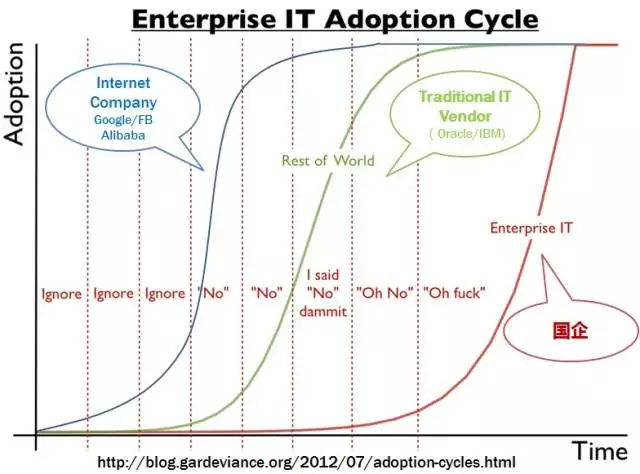 Enterprise IT Adoption Cycle
Adoption
Internet
Company
Google/FB
Alibaba
Traditional IT
Vendor
( Oracle/IBM)
Rest of World
Enterprise IT
Ignore
Ignore
Ignore
"No"
"No"
I said
"No"
dammit
"Oh No"
"Oh fuck"
国企
Time
http://blog.gardeviance.org/2012/07/adoption-cycles.html